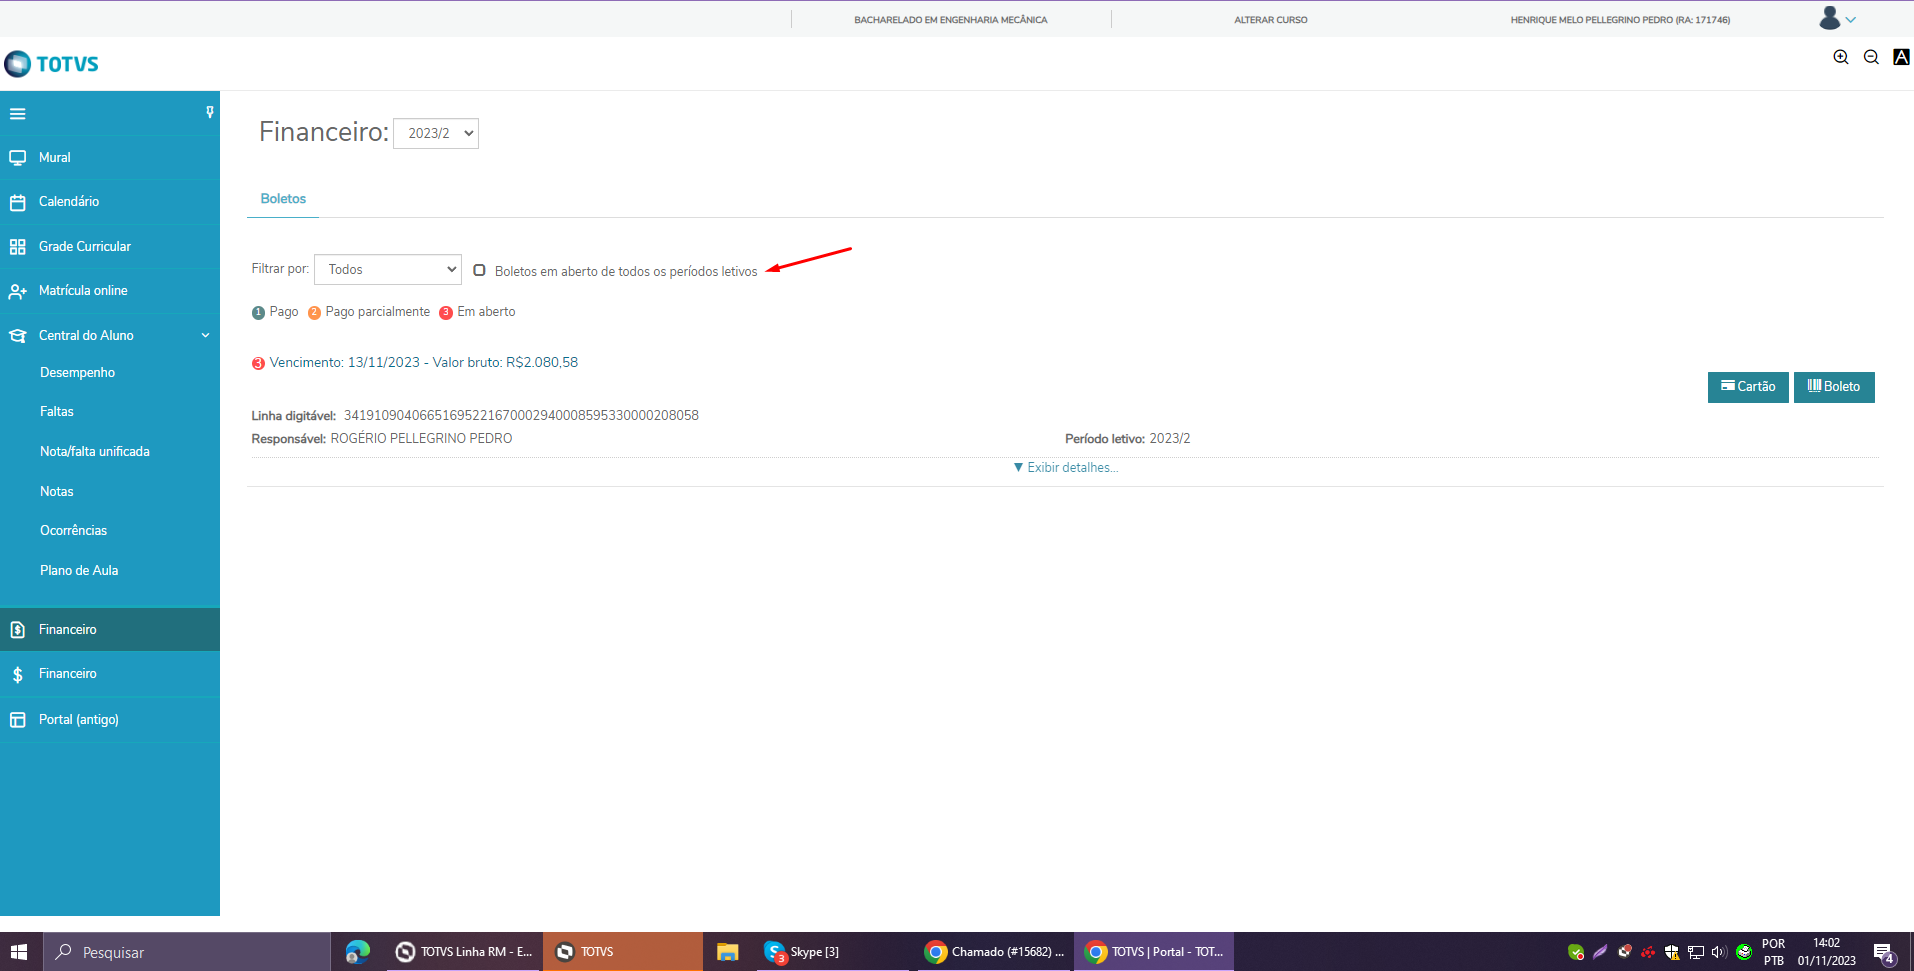 BACHARELADO EM ENGENHARIA MECÂNICA
ALTERAR CURSO
HENRIQUE MELO PELLEGRINO PEDRO (RA: 171746)
TOTVS
A
Mural
Calendário
Grade Curricular
Matrícula online
Central do Aluno
Desempenho
Faltas
Nota/falta unificada
Notas
Ocorrências
Plano de Aula
Financeiro
Financeiro
Portal (antigo)
Financeiro: 2023/2
Boletos
Filtrar por: Todos Boletos em aberto de todos os períodos letivos
1 Pago 2 Pago parcialmente 3 Em aberto
3 Vencimento: 13/11/2023 - Valor bruto: R$2.080,58
Cartão Boleto
Linha digitável: 34191090406651695221670002940008595330000208058
Responsável: ROGÉRIO PELLEGRINO PEDRO Período letivo: 2023/2
▼ Exibir detalhes...
Pesquisar
TOTVS Linha RM - E...
TOTVS
3
Skype [3]
Chamado (#15682) ...
TOTVS | Portal - TOT...
POR
PTB
14:02
01/11/2023
4